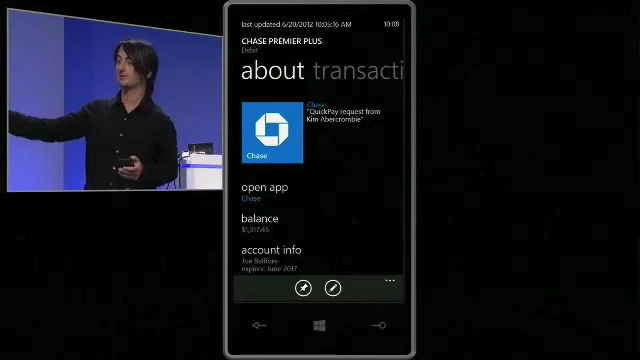 last updated 6/20/2012 10:05:16 AM
10:08
CHASE PREMIER PLUS
Debit
about transacti
Chase
"QuickPay request from
Kim Abercrombie"
Chase
open app
Chase
balance
$1,317.45
account info
Joe Belfiore
expires: June 2017
...